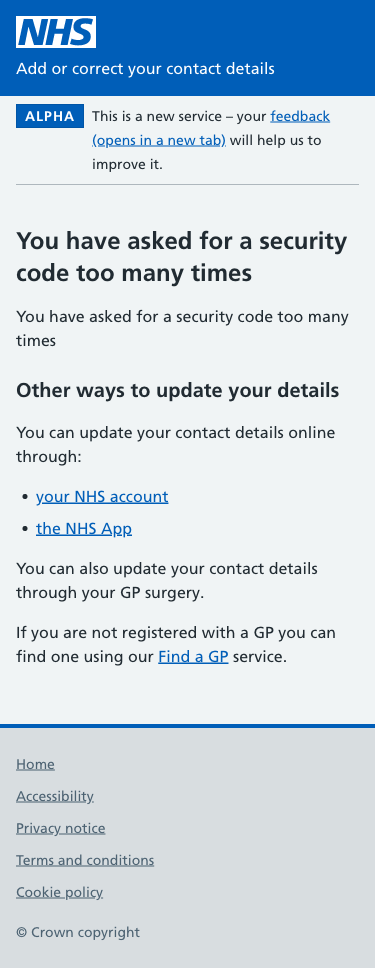 NHS
Add or correct your contact details
ALPHA This is a new service – your feedback
(opens in a new tab) will help us to
improve it.
You have asked for a security
code too many times
You have asked for a security code too many
times
Other ways to update your details
You can update your contact details online
through:
• your NHS account
• the NHS App
You can also update your contact details
through your GP surgery.
If you are not registered with a GP you can
find one using our Find a GP service.
Home
Accessibility
Privacy notice
Terms and conditions
Cookie policy
© Crown copyright